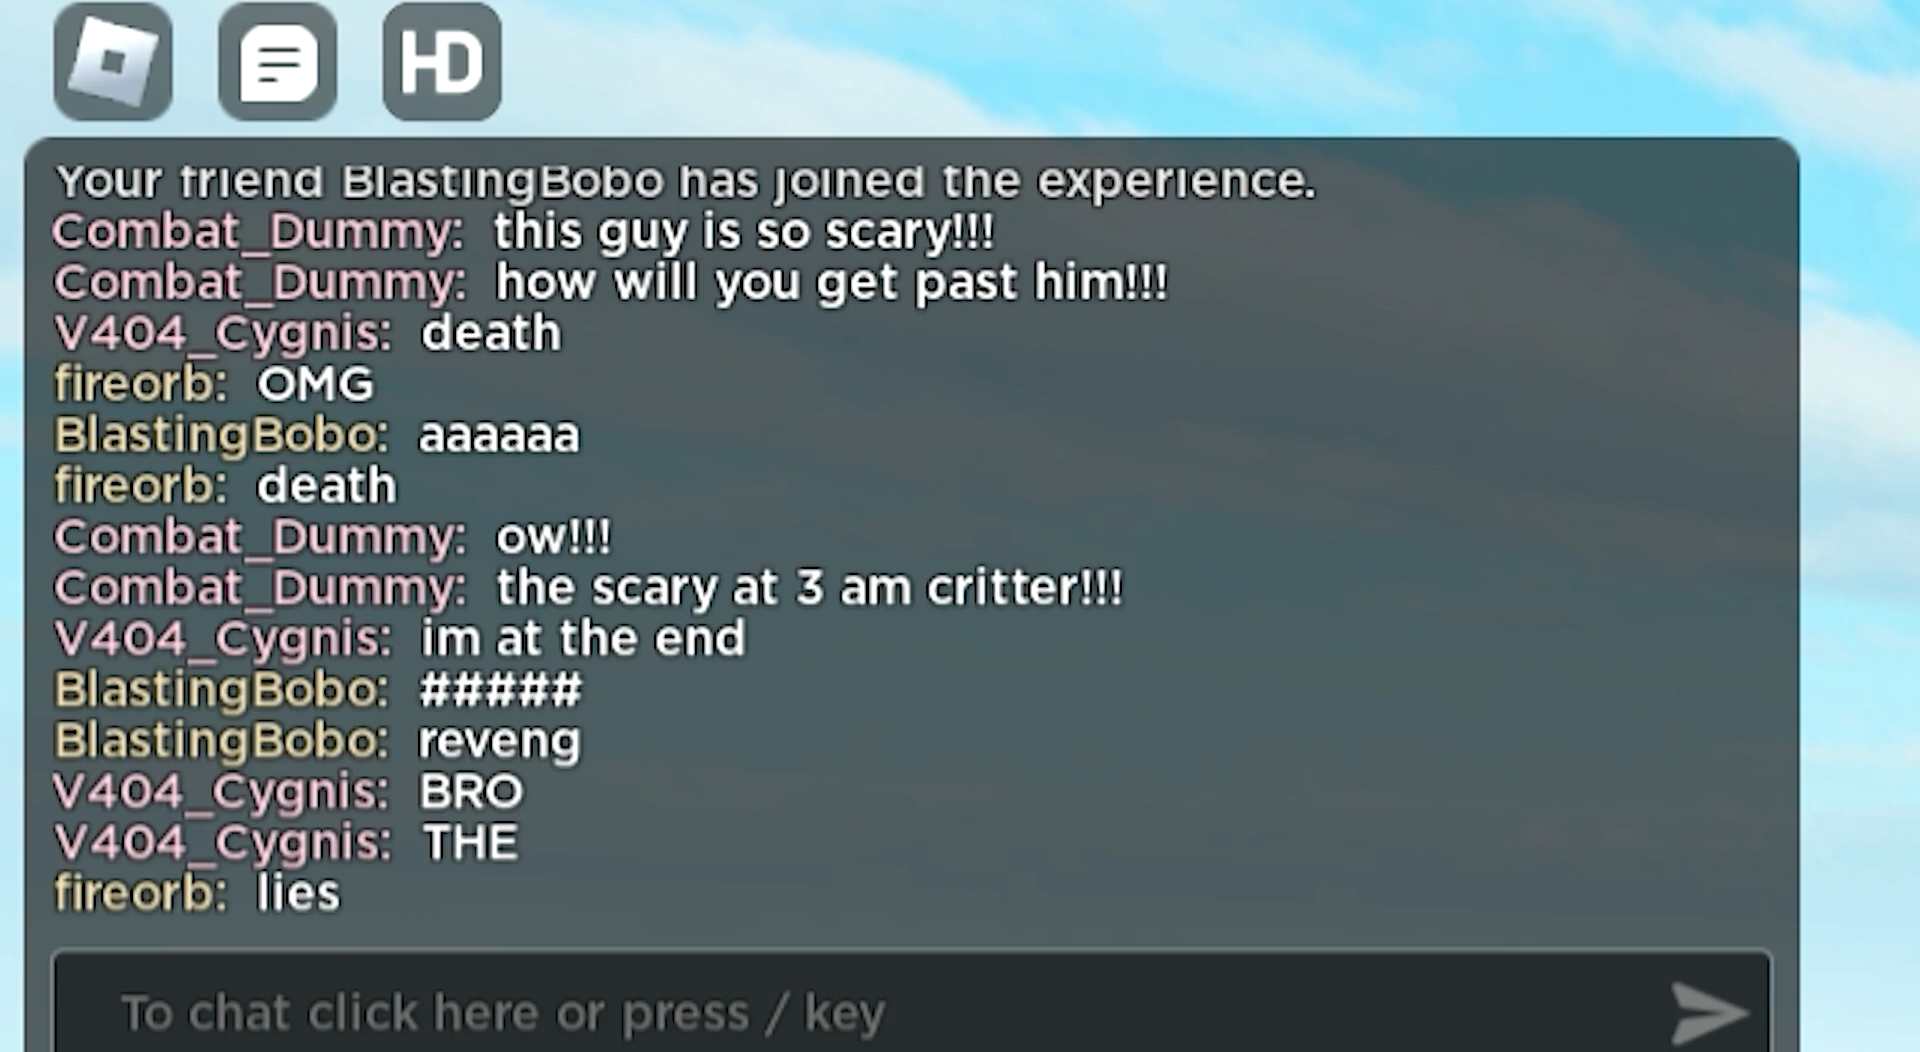 HD
Your friend BlastingBobo has joined the experience.
Combat_Dummy: this guy is so scary!!!
Combat_Dummy: how will you get past him!!!
V404_Cygnis: death
fireorb: OMG
BlastingBobo: aaaaaa
fireorb: death
Combat_Dummy: ow!!!
Combat_Dummy: the scary at 3 am critter!!!
V404_Cygnis: im at the end
BlastingBobo: #####
BlastingBobo: reveng
V404_Cygnis: BRO
V404_Cygnis: THE
fireorb: lies
To chat click here or press / key